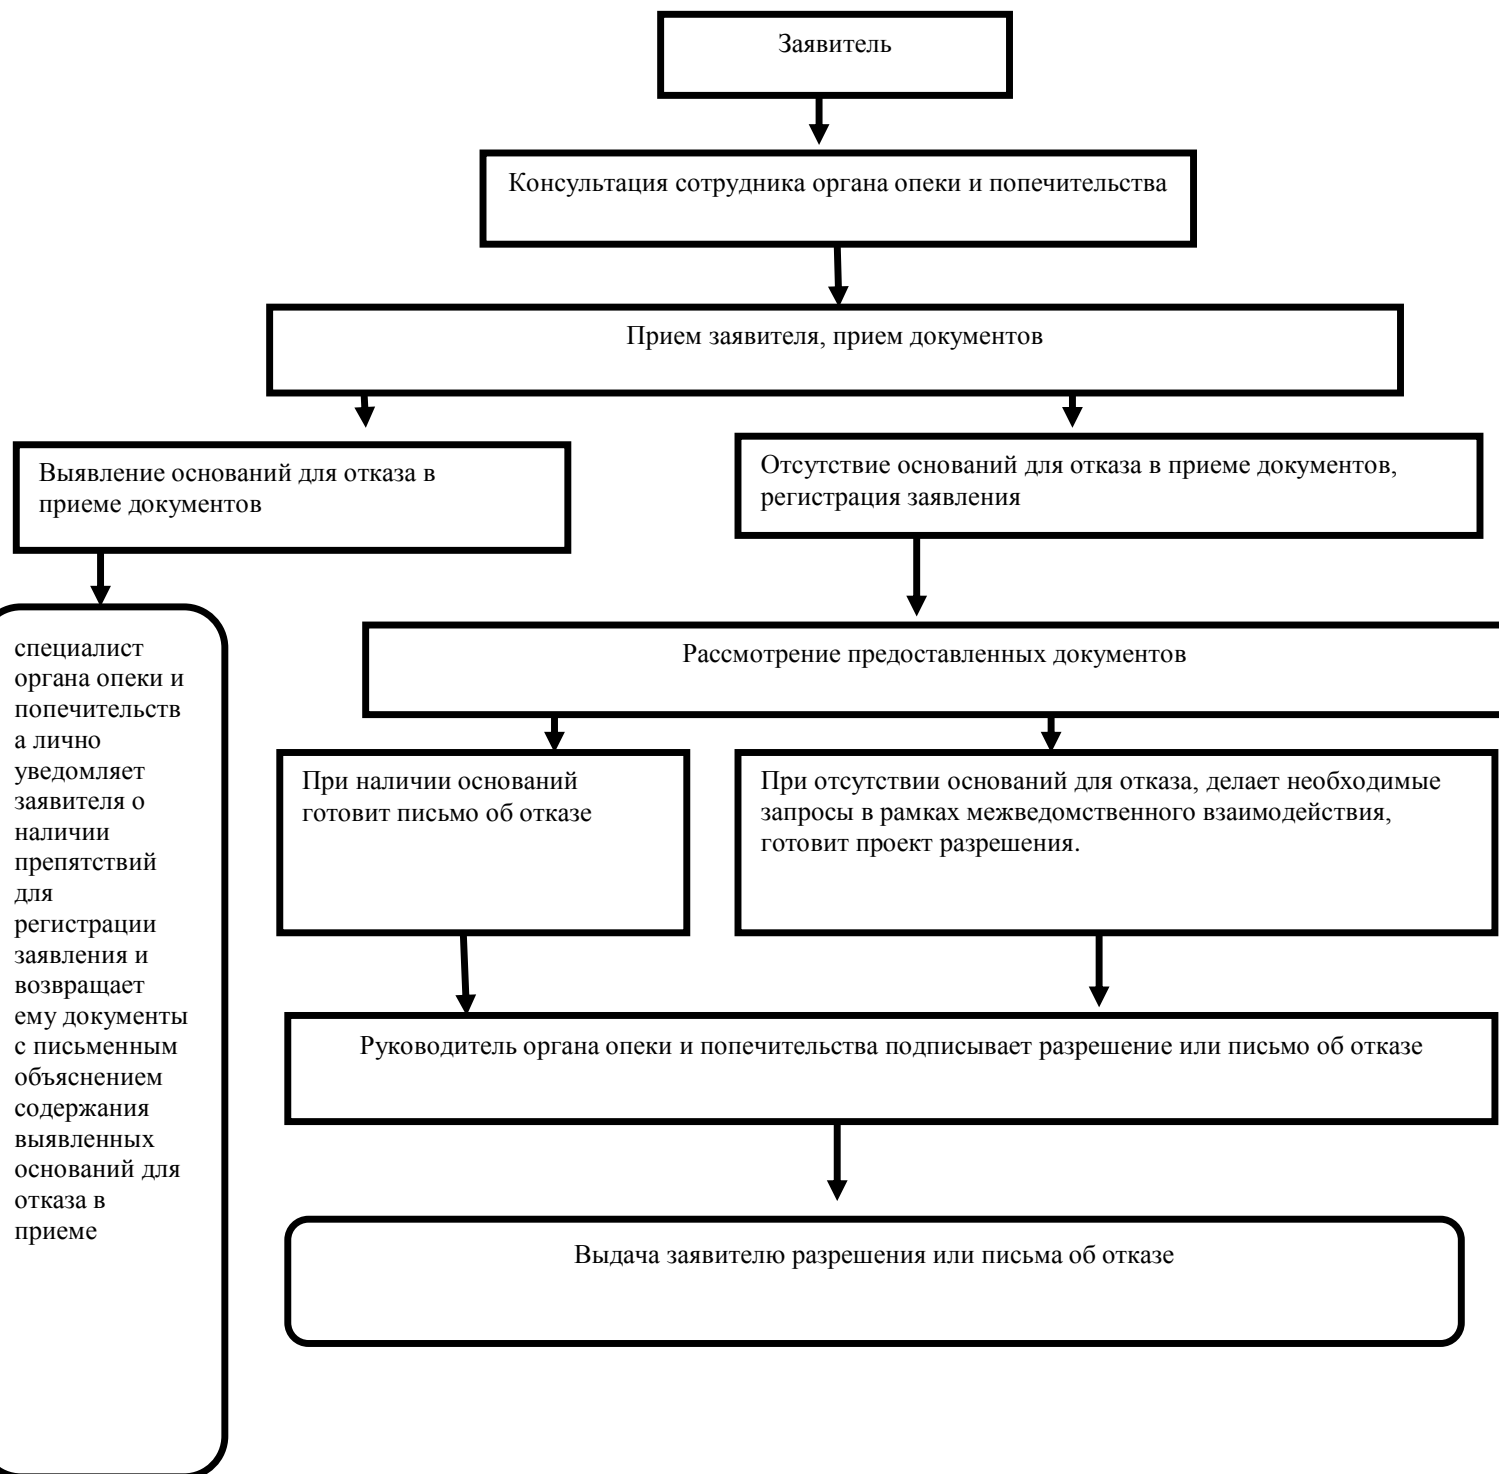 Заявитель
Консультация сотрудника органа опеки и попечительства
Прием заявителя, прием документов
Выявление оснований для отказа в
приеме документов
Отсутствие оснований для отказа в приеме документов,
регистрация заявления
специалист
органа опеки и
попечительств
а лично
уведомляет
заявителя о
наличии
препятствий
для
регистрации
заявления и
возвращает
ему документы
с письменным
объяснением
содержания
выявленных
оснований для
отказа в
приеме
Рассмотрение предоставленных документов
При наличии оснований
готовит письмо об отказе
При отсутствии оснований для отказа, делает необходимые
запросы в рамках межведомственного взаимодействия,
готовит проект разрешения.
Руководитель органа опеки и попечительства подписывает разрешение или письмо об отказе
Выдача заявителю разрешения или письма об отказе